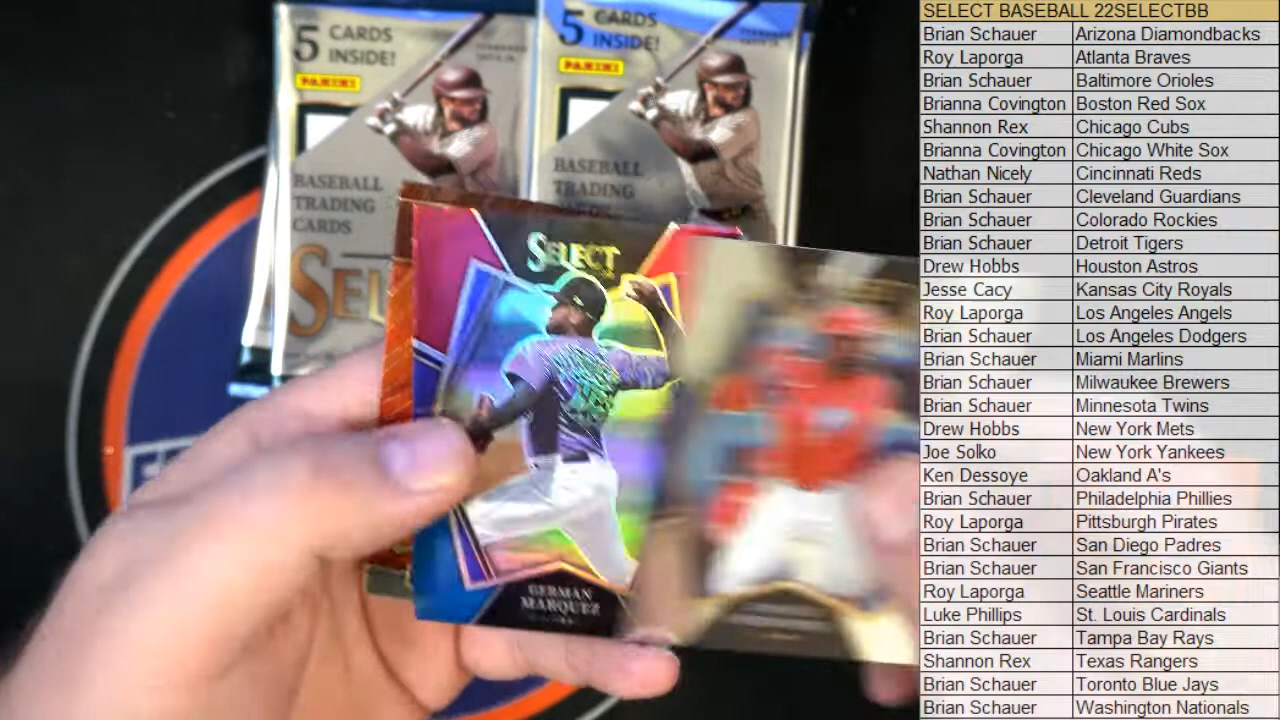 5 CARDS
INSIDE!
PANINI
BASEBALL
TRADING
CARDS
SEL
5 CARDS
INSIDE!
PANINI
BASEBALL
TRADING
SELECT
GERMAN
MARQUEZ
SELECT BASEBALL 22SELECTBB
Brian Schauer Arizona Diamondbacks
Roy Laporga Atlanta Braves
Brian Schauer Baltimore Orioles
Brianna Covington Boston Red Sox
Shannon Rex Chicago Cubs
Brianna Covington Chicago White Sox
Nathan Nicely Cincinnati Reds
Brian Schauer Cleveland Guardians
Brian Schauer Colorado Rockies
Brian Schauer Detroit Tigers
Drew Hobbs Houston Astros
Jesse Cacy Kansas City Royals
Roy Laporga Los Angeles Angels
Brian Schauer Los Angeles Dodgers
Brian Schauer Miami Marlins
Brian Schauer Milwaukee Brewers
Brian Schauer Minnesota Twins
Drew Hobbs New York Mets
Joe Solko New York Yankees
Ken Dessoye Oakland A's
Brian Schauer Philadelphia Phillies
Roy Laporga Pittsburgh Pirates
Brian Schauer San Diego Padres
Brian Schauer San Francisco Giants
Roy Laporga Seattle Mariners
Luke Phillips St. Louis Cardinals
Brian Schauer Tampa Bay Rays
Shannon Rex Texas Rangers
Brian Schauer Toronto Blue Jays
Brian Schauer Washington Nationals